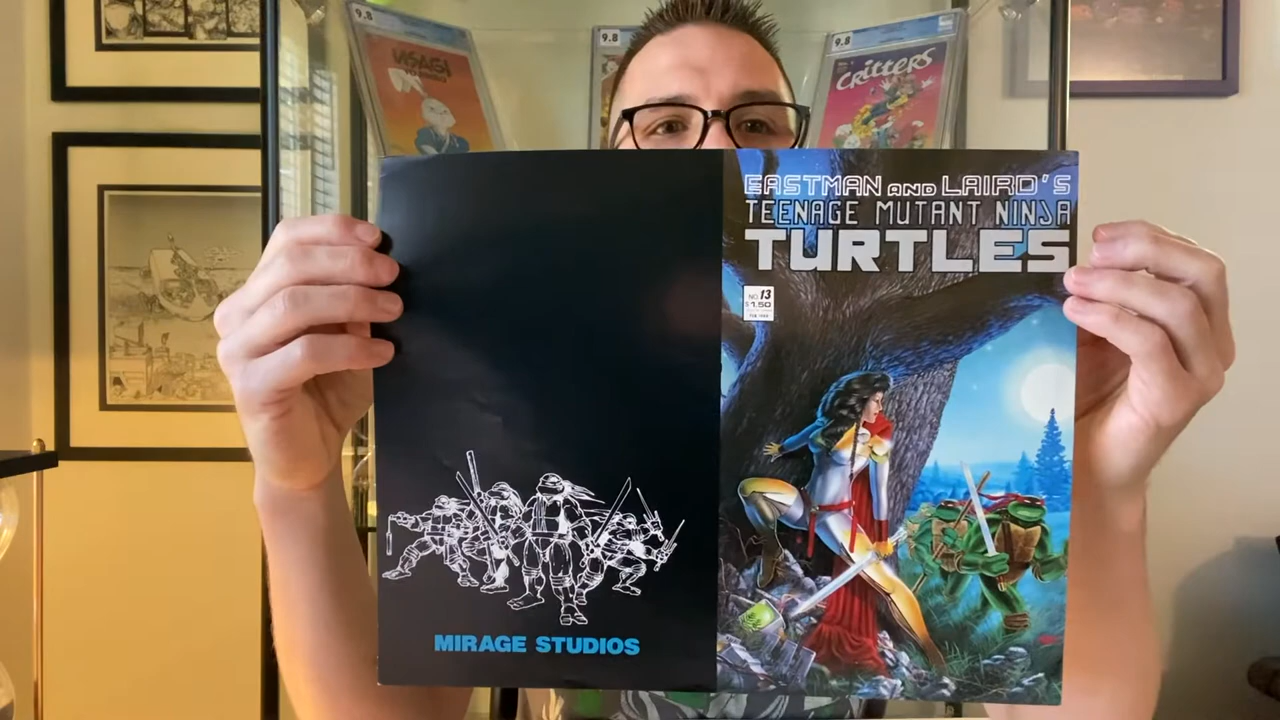 9.8
USAGI
YOJIMBO
9.8
9.8
CRITTERS
EASTMAN AND LAIRD'S
TEENAGE MUTANT NINJA
TURTLES
NO. 13
$1.50
FEB 1988
MIRAGE STUDIOS